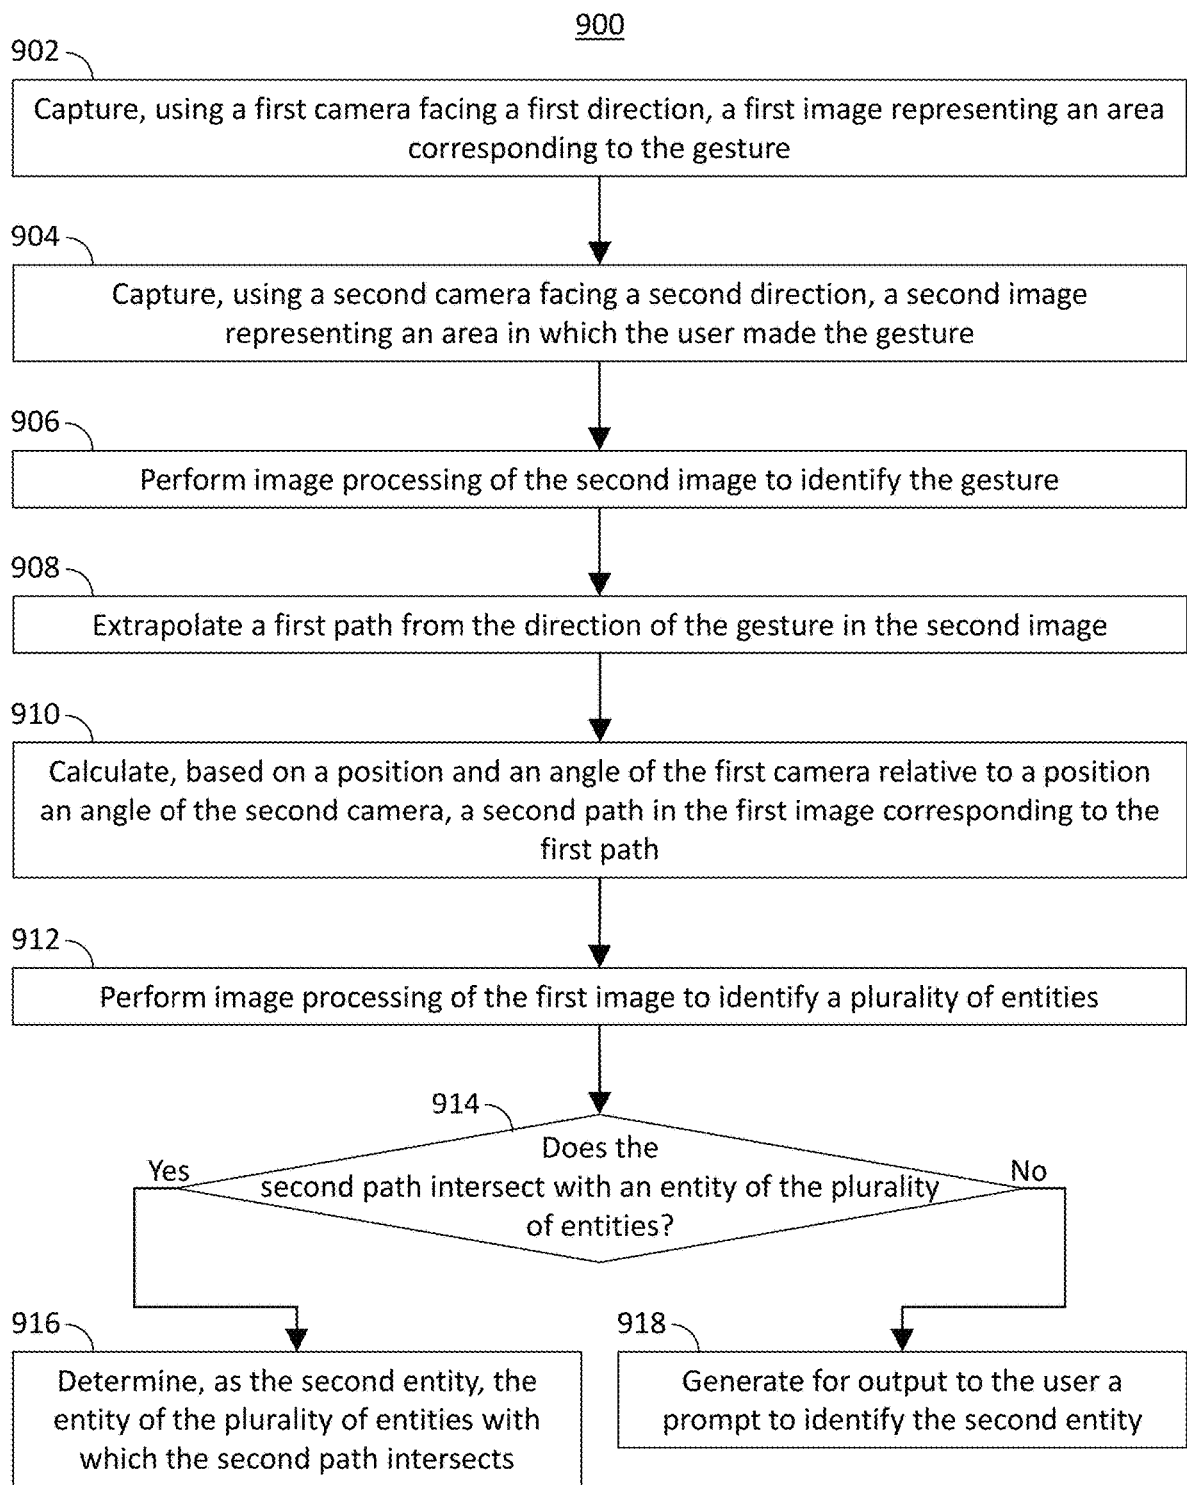 900
902
Capture, using a first camera facing a first direction, a first image representing an area
corresponding to the gesture
904
Capture, using a second camera facing a second direction, a second image
representing an area in which the user made the gesture
906
Perform image processing of the second image to identify the gesture
908
Extrapolate a first path from the direction of the gesture in the second image
910
Calculate, based on a position and an angle of the first camera relative to a position
an angle of the second camera, a second path in the first image corresponding to the
first path
912
Perform image processing of the first image to identify a plurality of entities
914
Does the
Yes
No
second path intersect with an entity of the plurality
of entities?
916
Determine, as the second entity, the
entity of the plurality of entities with
which the second path intersects
918
Generate for output to the user a
prompt to identify the second entity